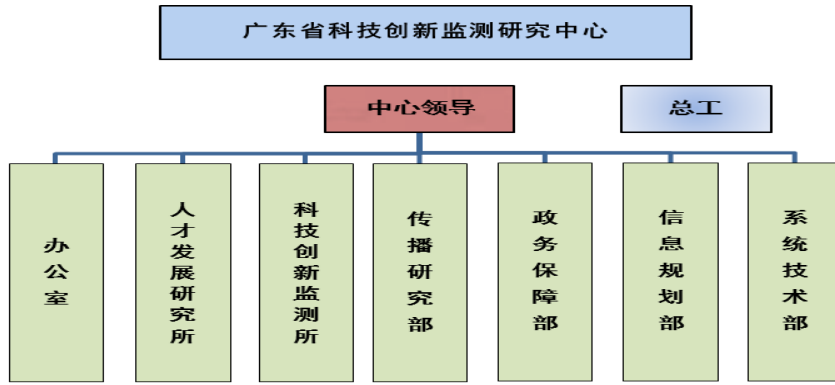 广东省科技创新监测研究中心
中心领导
总工
办公室
人才发展研究所
科技创新监测所
传播研究部
政务保障部
信息规划部
系统技术部